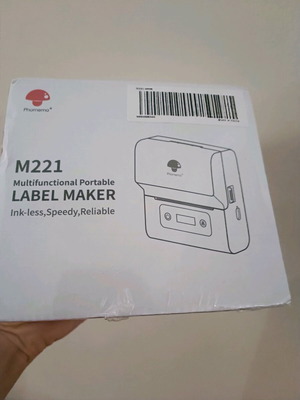 Phomemo
M221
Multifunctional Portable
LABEL MAKER
Ink-less,Speedy,Reliable